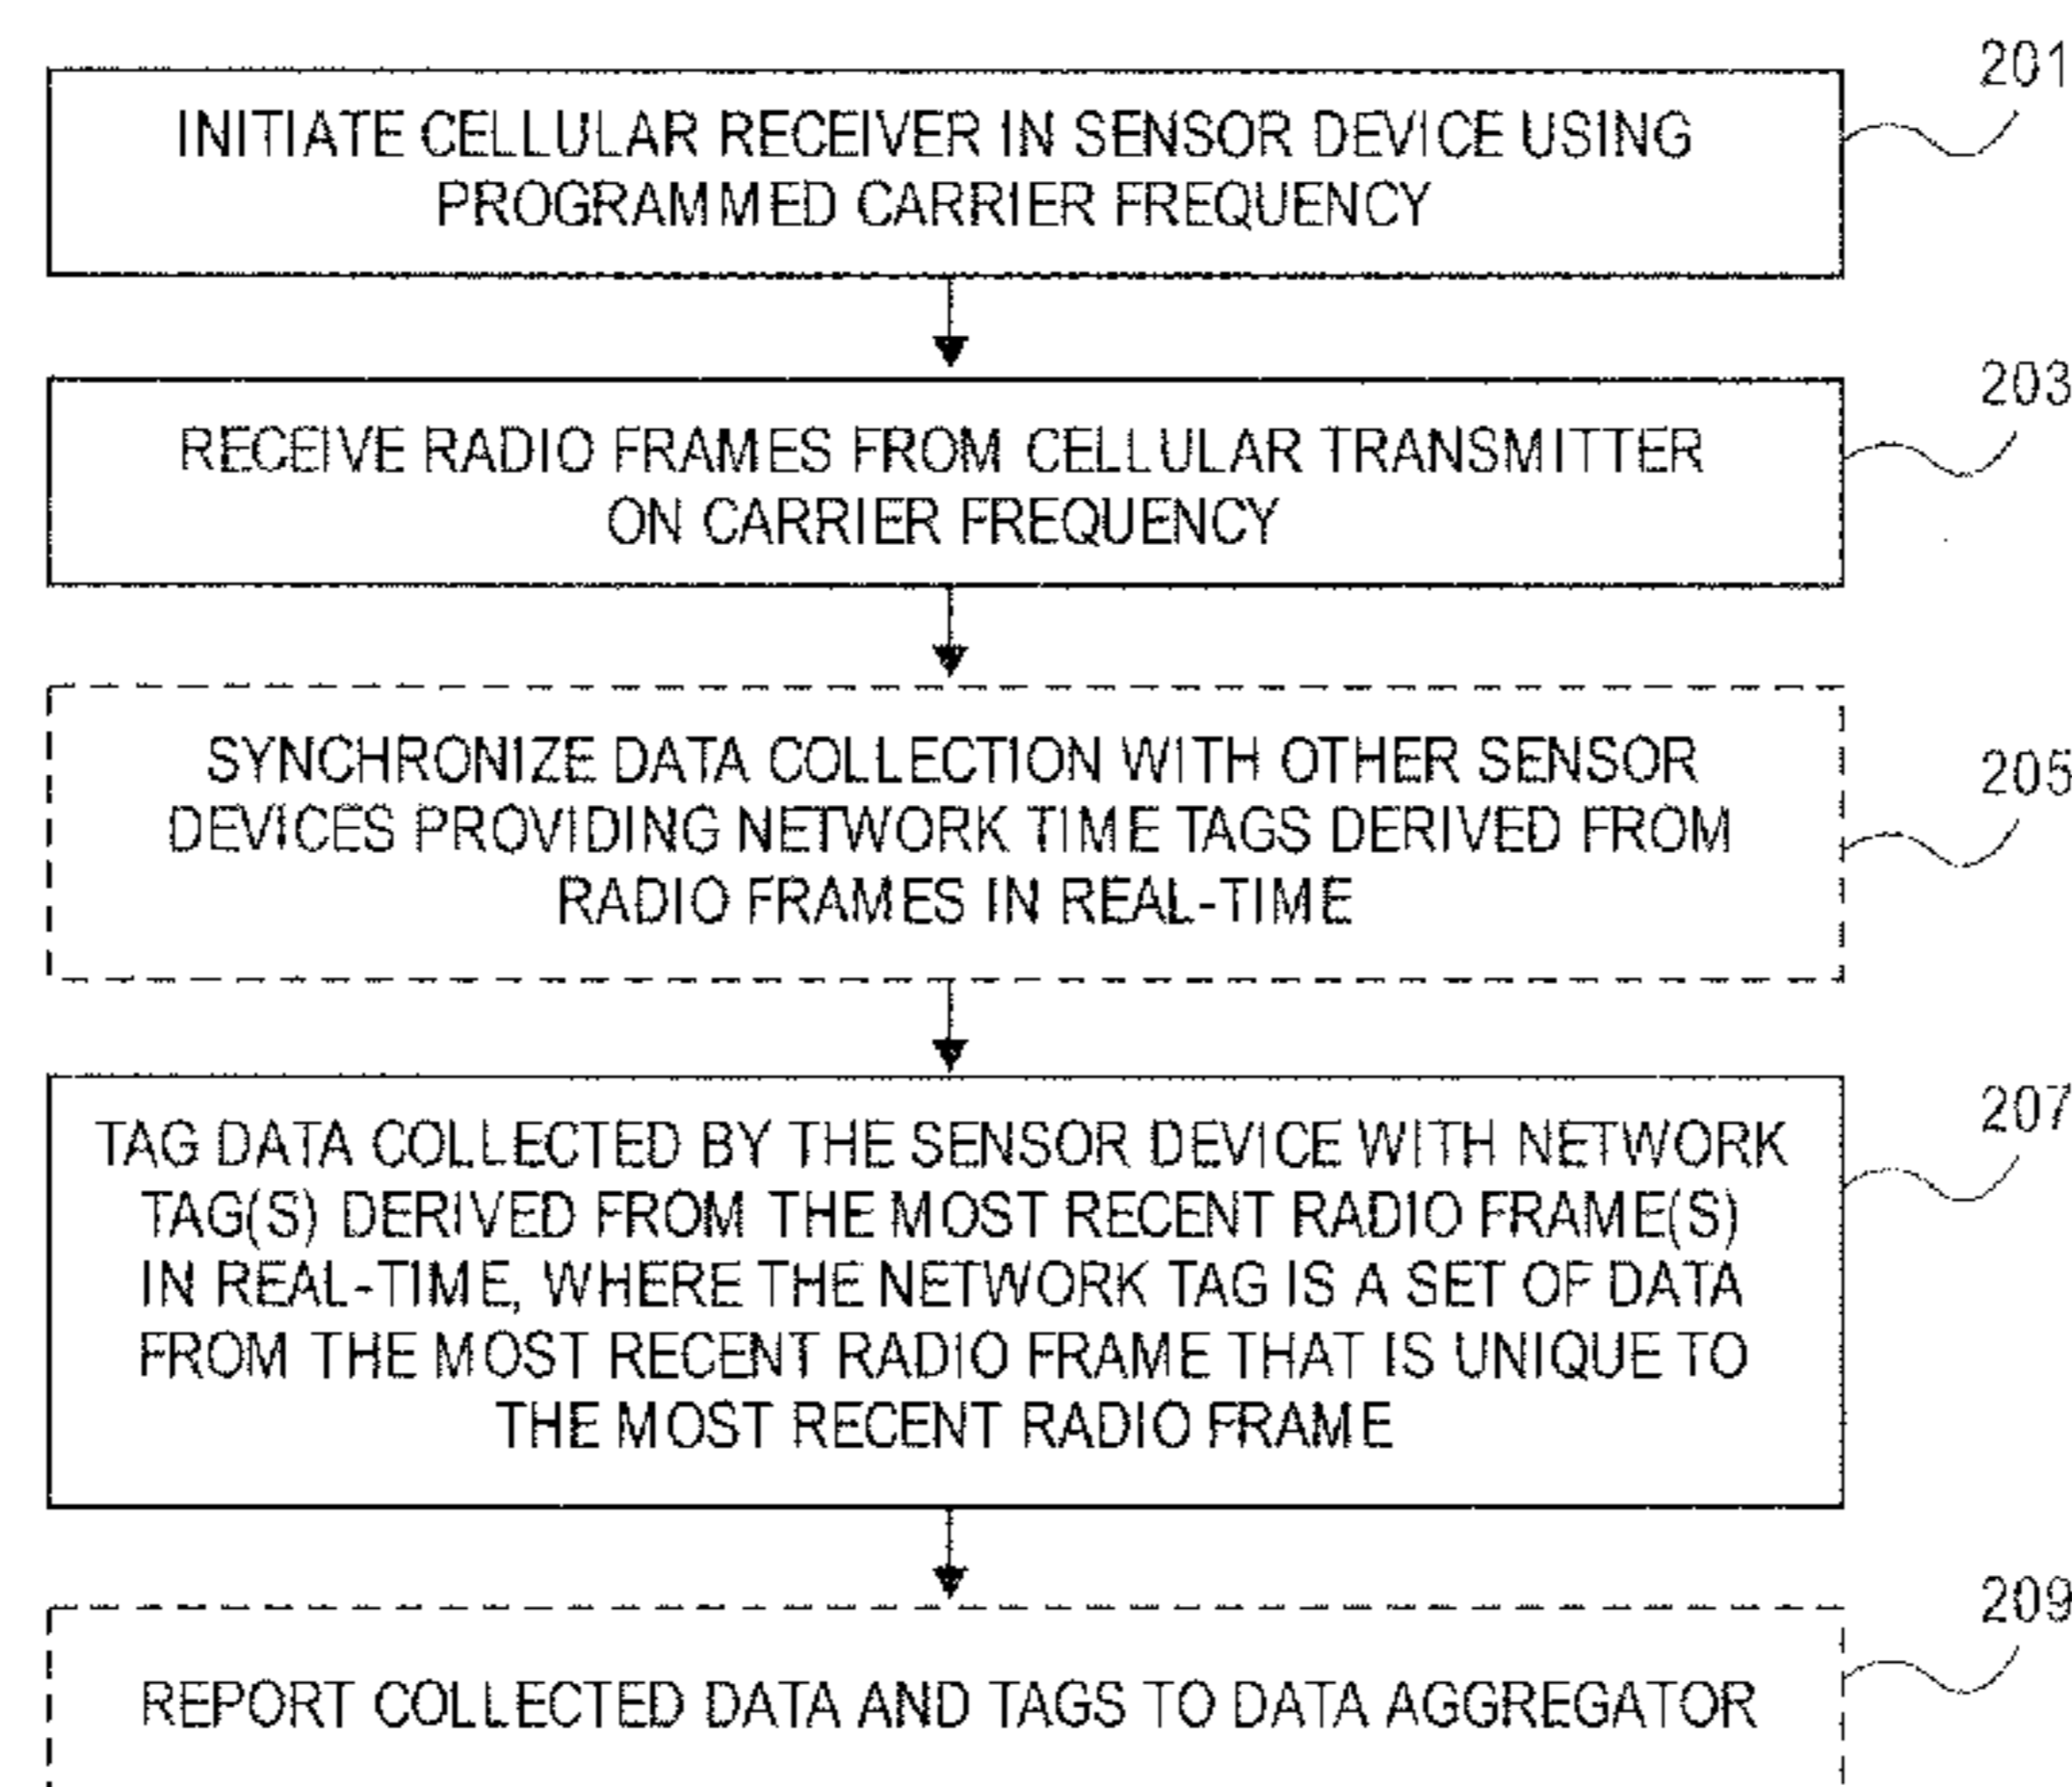 201
INITIATE CELLULAR RECEIVER IN SENSOR DEVICE USING
PROGRAMMED CARRIER FREQUENCY
203
RECEIVE RADIO FRAMES FROM CELLULAR TRANSMITTER
ON CARRIER FREQUENCY
205
SYNCHRONIZE DATA COLLECTION WITH OTHER SENSOR
DEVICES PROVIDING NETWORK TIME TAGS DERIVED FROM
RADIO FRAMES IN REAL-TIME
207
TAG DATA COLLECTED BY THE SENSOR DEVICE WITH NETWORK
TAG(S) DERIVED FROM THE MOST RECENT RADIO FRAME(S)
IN REAL-TIME, WHERE THE NETWORK TAG IS A SET OF DATA
FROM THE MOST RECENT RADIO FRAME THAT IS UNIQUE TO
THE MOST RECENT RADIO FRAME
209
REPORT COLLECTED DATA AND TAGS TO DATA AGGREGATOR